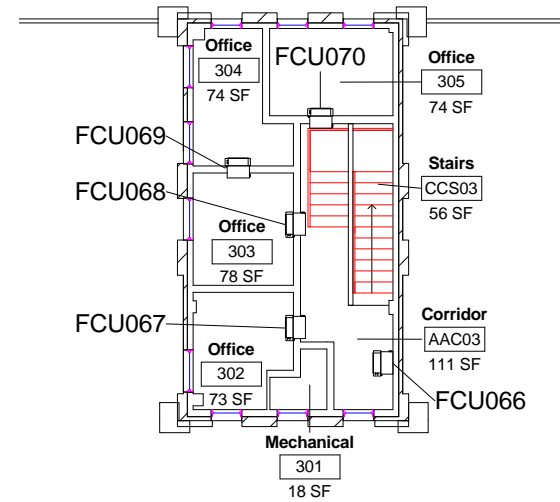 Office
304
74 SF
FCU070
Office
305
74 SF
FCU069
FCU068
Stairs
CCS03
56 SF
Office
303
78 SF
FCU067
Office
302
73 SF
Corridor
AAC03
111 SF
FCU066
Mechanical
301
18 SF